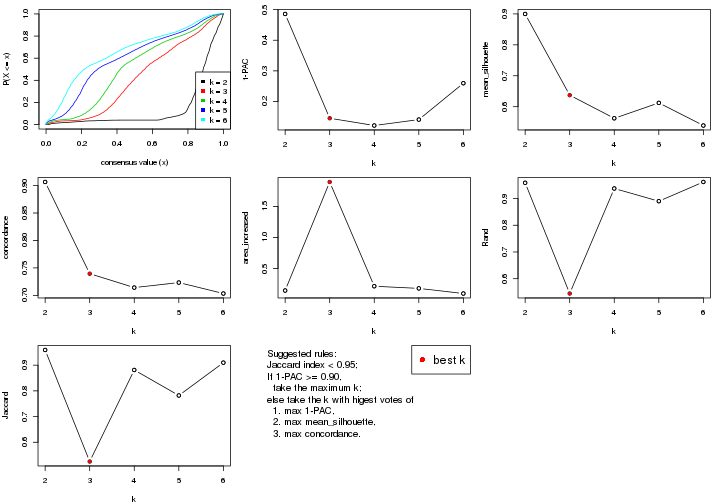 P(X <= x)
0.0 0.2 0.4 0.6 0.8 1.0
0.0 0.2 0.4 0.6 0.8 1.0
consensus value (x)
k = 2
k = 3
k = 4
k = 5
k = 6
1-PAC
0.2 0.3 0.4 0.5
2 3 4 5 6
k
mean_silhouette
0.6 0.7 0.8 0.9
2 3 4 5 6
k
concordance
0.70 0.75 0.80 0.85 0.90
2 3 4 5 6
k
area_increased
0.5 1.0 1.5
2 3 4 5 6
k
Rand
0.6 0.7 0.8 0.9
2 3 4 5 6
k
Jaccard
0.6 0.7 0.8 0.9
2 3 4 5 6
k
Suggested rules:
Jaccard index < 0.95;
If 1-PAC >= 0.90,
take the maximum k;
else take the k with higest votes of
1. max 1-PAC,
2. max mean_silhouette,
3. max concordance.
best k